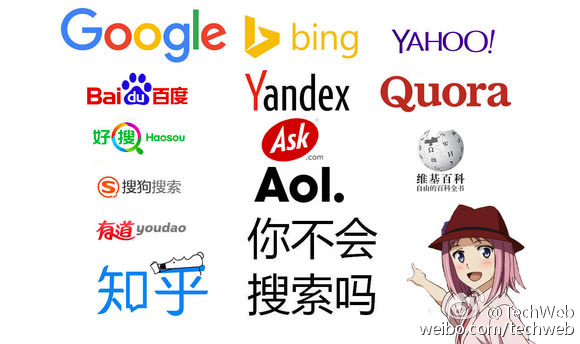 Google
bing
YAHOO!
Baidu百度
Yandex
Quora
好搜 Haosou
Ask
.com
维基百科
自由的百科全书
S 搜狗搜索
Aol.
有道 youdao
你不会
知乎
搜索吗
@TechWeb
weibo.com/techweb